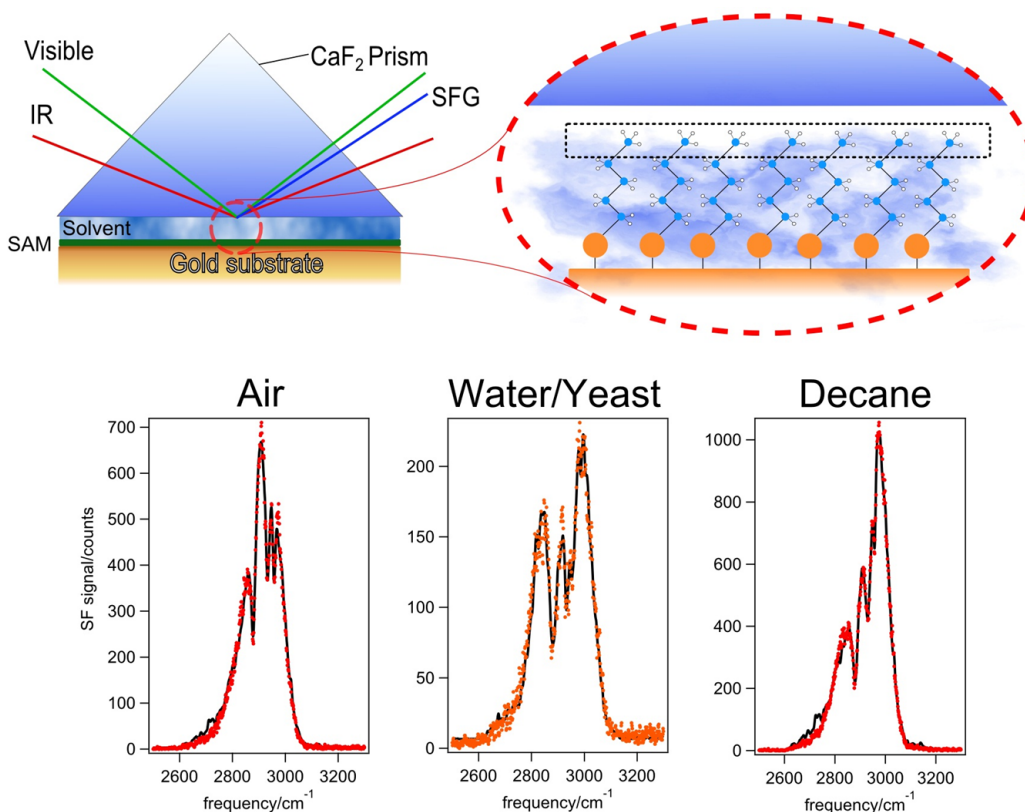 Visible
CaF2 Prism
IR
SFG
Solvent
SAM
Gold substrate
Air
Water/Yeast
Decane
SF signal/counts
700
600
500
400
300
200
100
0
2600 2800 3000 3200
frequency/cm-1
200
150
100
50
0
2600 2800 3000 3200
frequency/cm-1
1000
800
600
400
200
0
2600 2800 3000 3200
frequency/cm-1